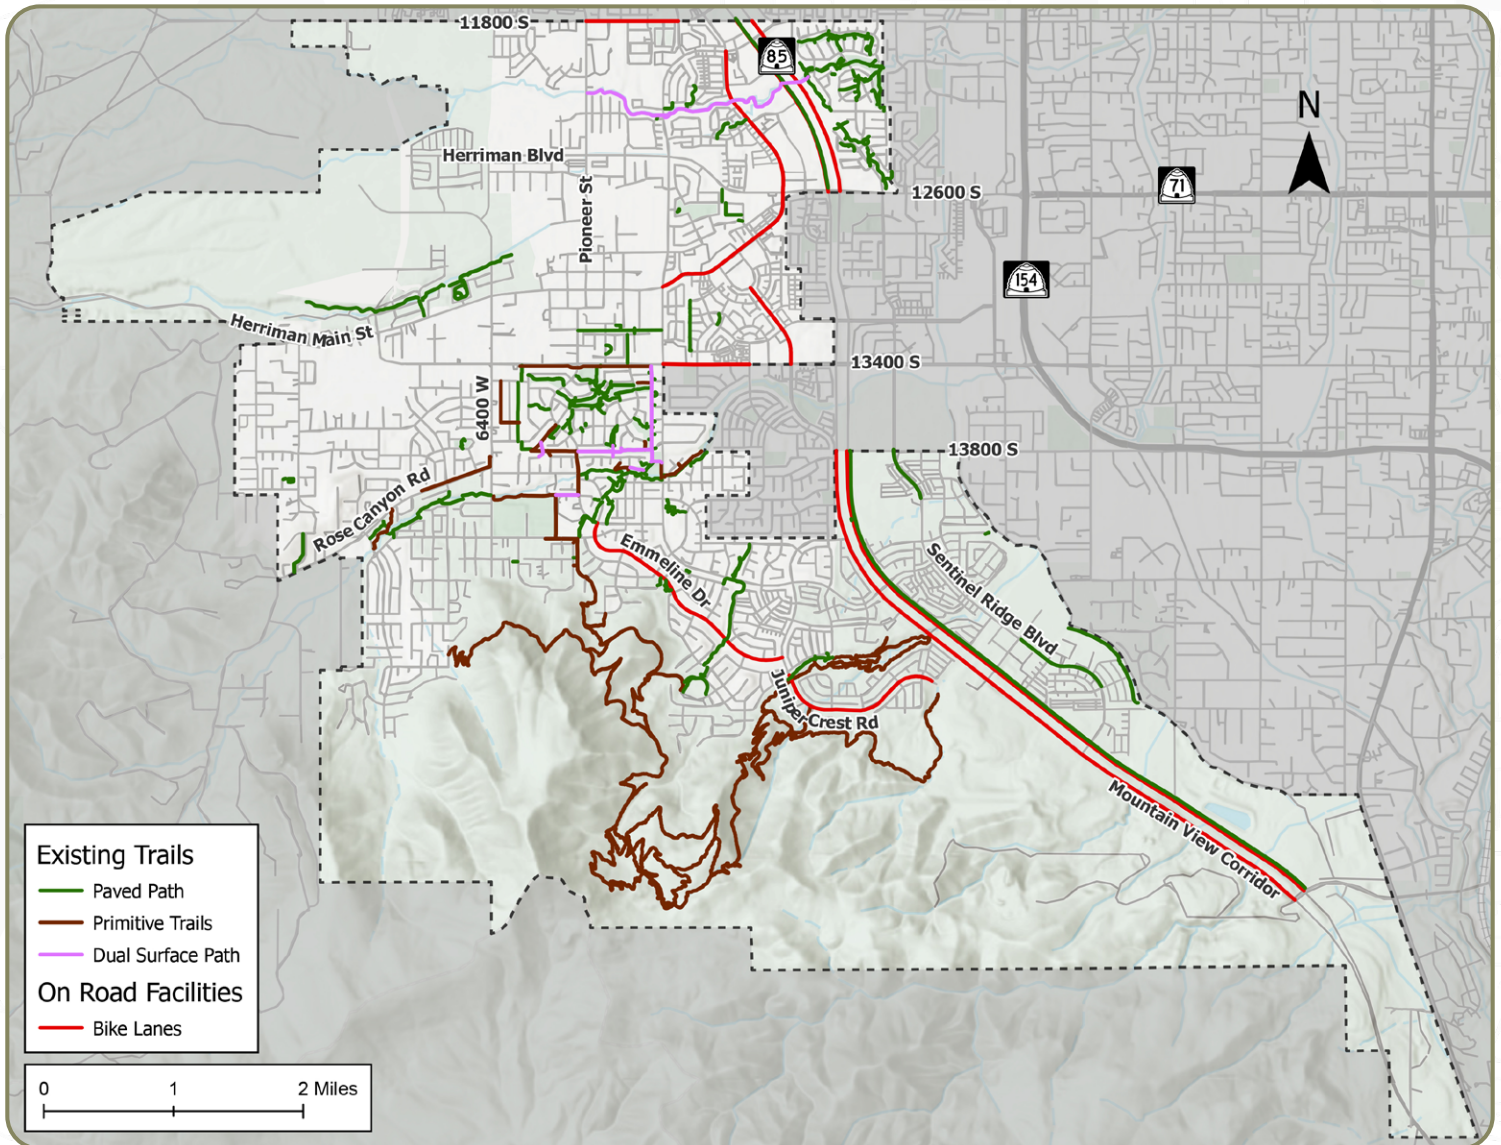 11800 S
85
N
Herriman Blvd
71
12600 S
Pioneer St
154
Herriman Main St
13400 S
6400 W
13800 S
Rose Canyon Rd
Emmeline Dr
Sentinel Ridge Blvd
Juniper Crest Rd
Mountain View Corridor
Existing Trails
Paved Path
Primitive Trails
Dual Surface Path
On Road Facilities
Bike Lanes
0 1 2 Miles